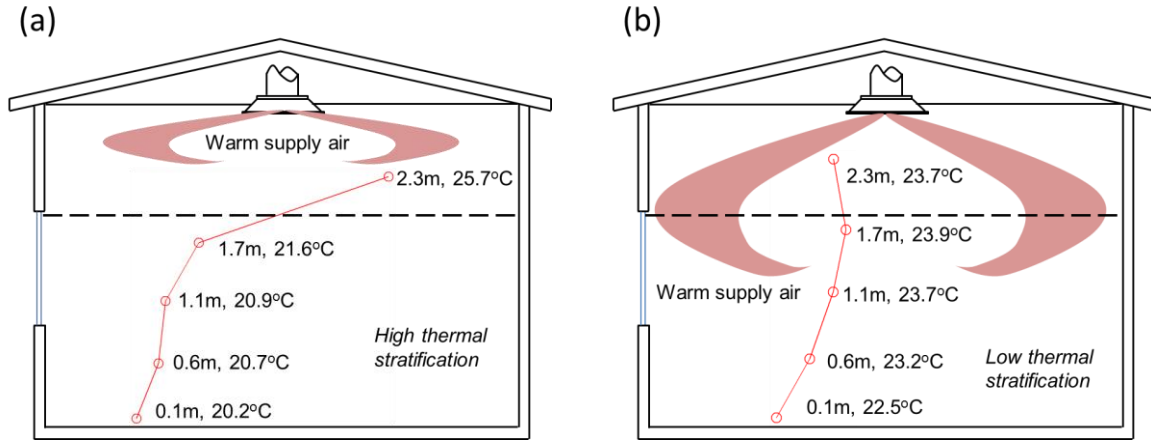 (a)
Warm supply air
2.3m, 25.7°C
1.7m, 21.6°C
1.1m, 20.9°C
0.6m, 20.7°C
0.1m, 20.2°C
High thermal
stratification
(b)
2.3m, 23.7°C
1.7m, 23.9°C
Warm supply air
1.1m, 23.7°C
0.6m, 23.2°C
0.1m, 22.5°C
Low thermal
stratification